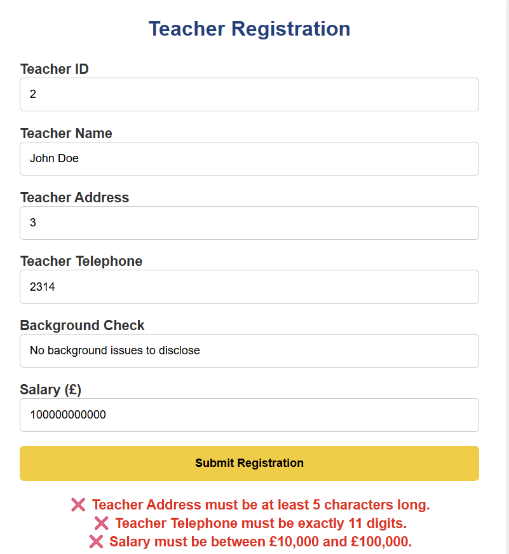 Teacher Registration
Teacher ID
2
Teacher Name
John Doe
Teacher Address
3
Teacher Telephone
2314
Background Check
No background issues to disclose
Salary (£)
100000000000
Submit Registration
❌ Teacher Address must be at least 5 characters long.
❌ Teacher Telephone must be exactly 11 digits.
❌ Salary must be between £10,000 and £100,000.